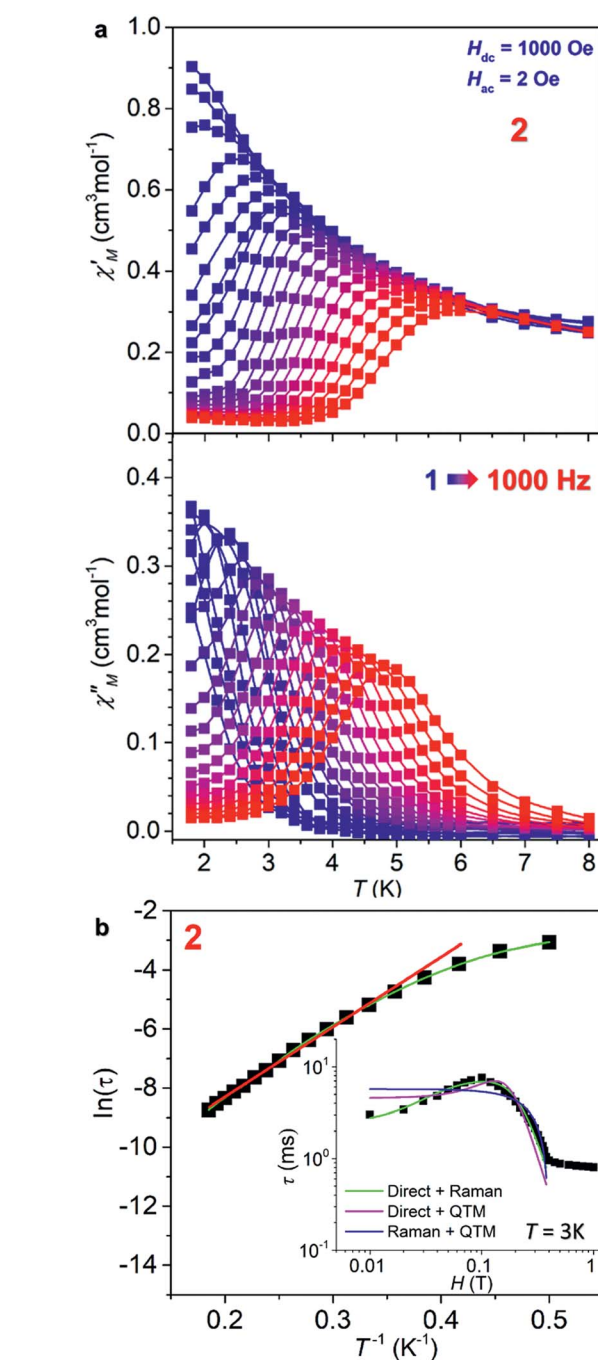 a
H_dc = 1000 Oe
H_ac = 2 Oe
2
χ′_M (cm³mol⁻¹)
1.0
0.8
0.6
0.4
0.2
0.0
1 ➡ 1000 Hz
χ″_M (cm³mol⁻¹)
0.4
0.3
0.2
0.1
0.0
2 3 4 5 6 7 8
T (K)
b
2
ln(τ)
-2
-4
-6
-8
-10
-12
-14
0.2 0.3 0.4 0.5
T⁻¹ (K⁻¹)
τ (ms)
10¹
10⁰
10⁻¹
Direct + Raman
Direct + QTM
Raman + QTM
T = 3K
0.01 0.1 1
H (T)